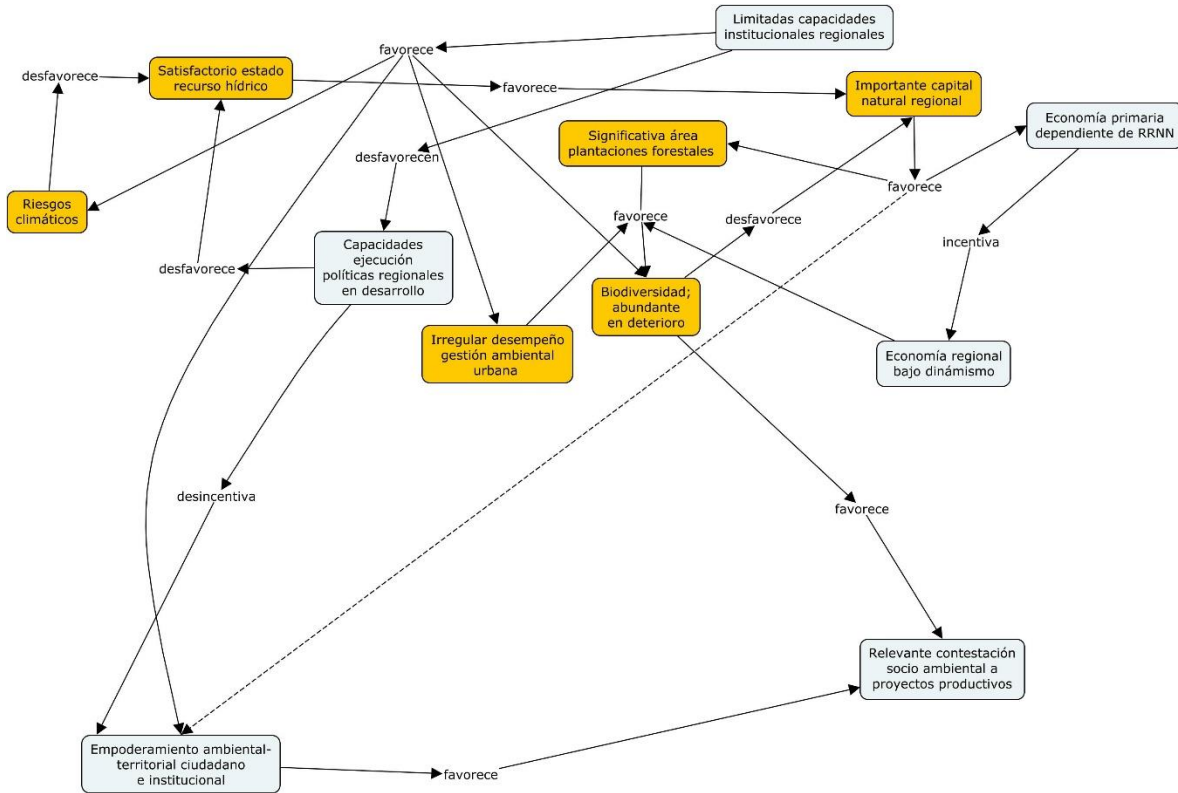 Limitadas capacidades
institucionales regionales
favorece
desfavorece
Satisfactorio estado
recurso hídrico
favorece
Importante capital
natural regional
Economía primaria
dependiente de RRNN
Significativa área
plantaciones forestales
desfavorecen
favorece
Riesgos
climáticos
favorece
desfavorece
incentiva
Capacidades
ejecución
políticas regionales
en desarrollo
desfavorece
Biodiversidad;
abundante
en deterioro
Irregular desempeño
gestión ambiental
urbana
Economía regional
bajo dinámismo
desincentiva
favorece
Relevante contestación
socio ambiental a
proyectos productivos
Empoderamiento ambiental-
territorial ciudadano
e institucional
favorece